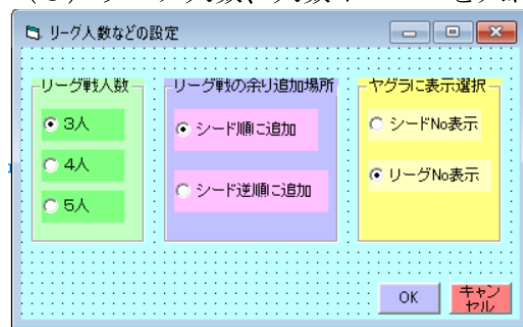 リーグ人数などの設定
リーグ戦人数
3人
4人
5人
リーグ戦の余り追加場所
シード順に追加
シード逆順に追加
ヤグラに表示選択
シードNo表示
リーグNo表示
OK
キャン
セル